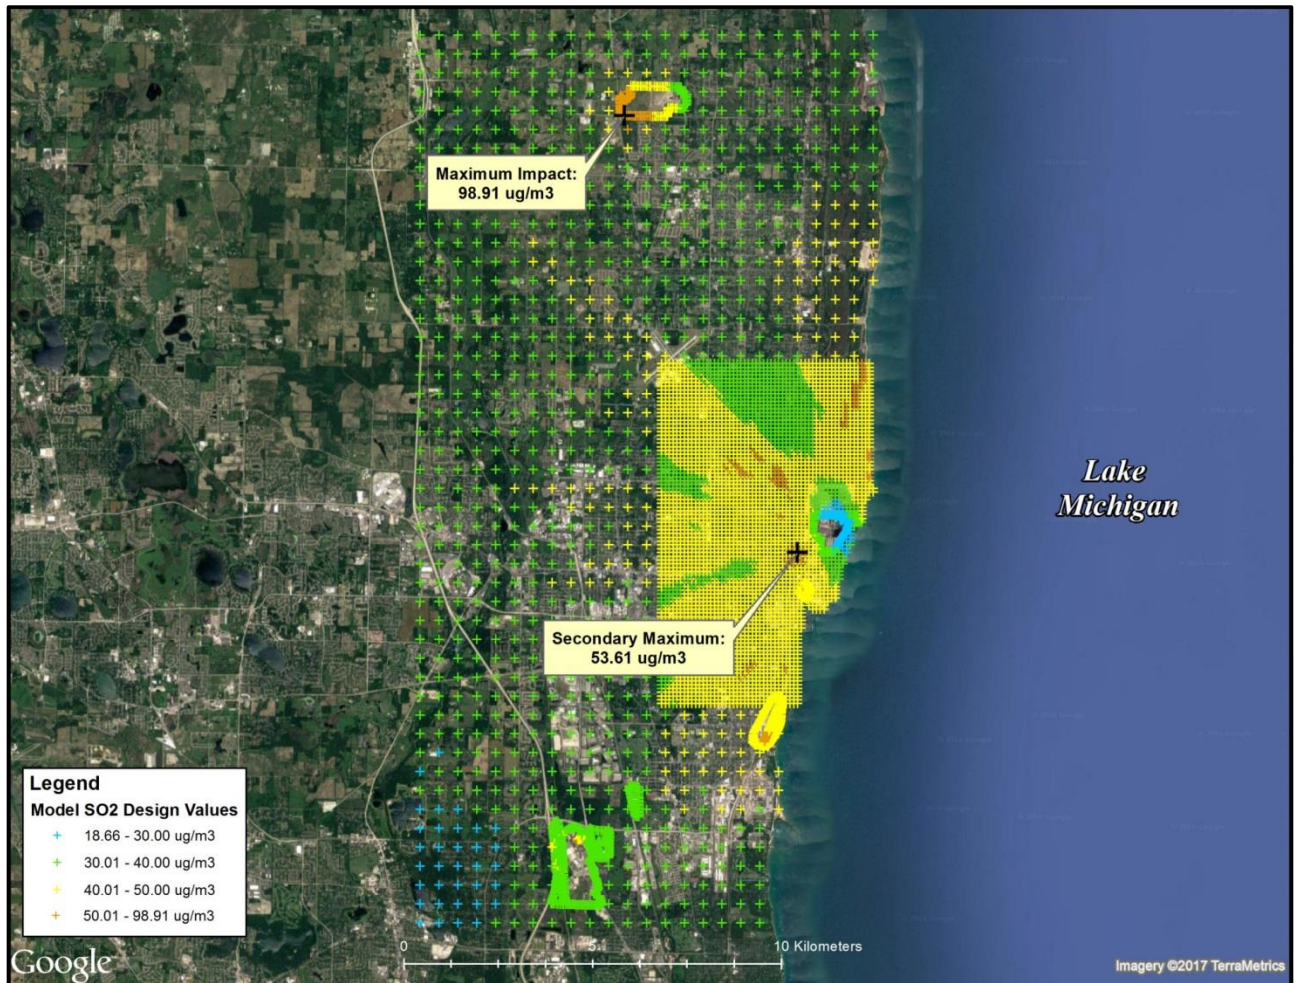 Maximum Impact:
98.91 ug/m3
Lake
Michigan
Secondary Maximum:
53.61 ug/m3
Legend
Model SO2 Design Values
18.66 - 30.00 ug/m3
30.01 - 40.00 ug/m3
40.01 - 50.00 ug/m3
50.01 - 98.91 ug/m3
0 5 10 Kilometers
Google
Imagery ©2017 TerraMetrics